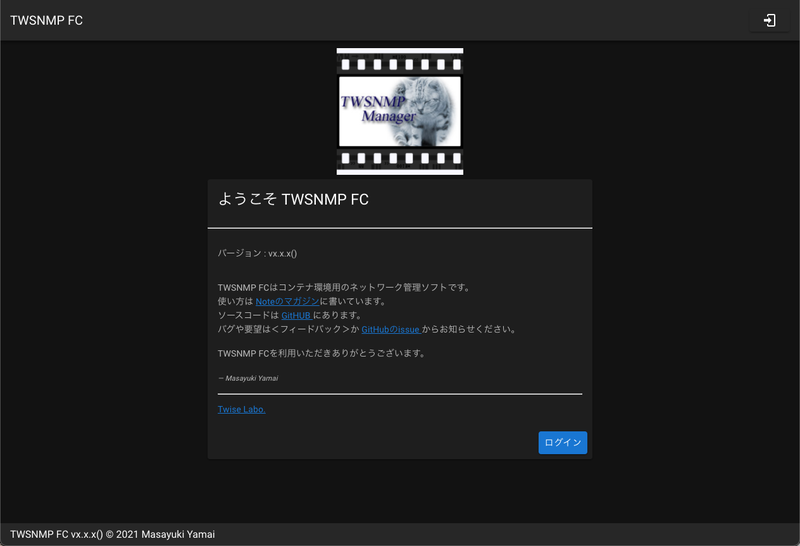 TWSNMP FC
TWSNMP
Manager
ようこそ TWSNMP FC
バージョン : vx.x.x()
TWSNMP FCはコンテナ環境用のネットワーク管理ソフトです。
使い方は Noteのマガジンに書いています。
ソースコードは GitHUB にあります。
バグや要望は＜フィードバック＞か GitHubのissue からお知らせください。
TWSNMP FCを利用いただきありがとうございます。
— Masayuki Yamai
Twise Labo.
ログイン
TWSNMP FC vx.x.x() © 2021 Masayuki Yamai